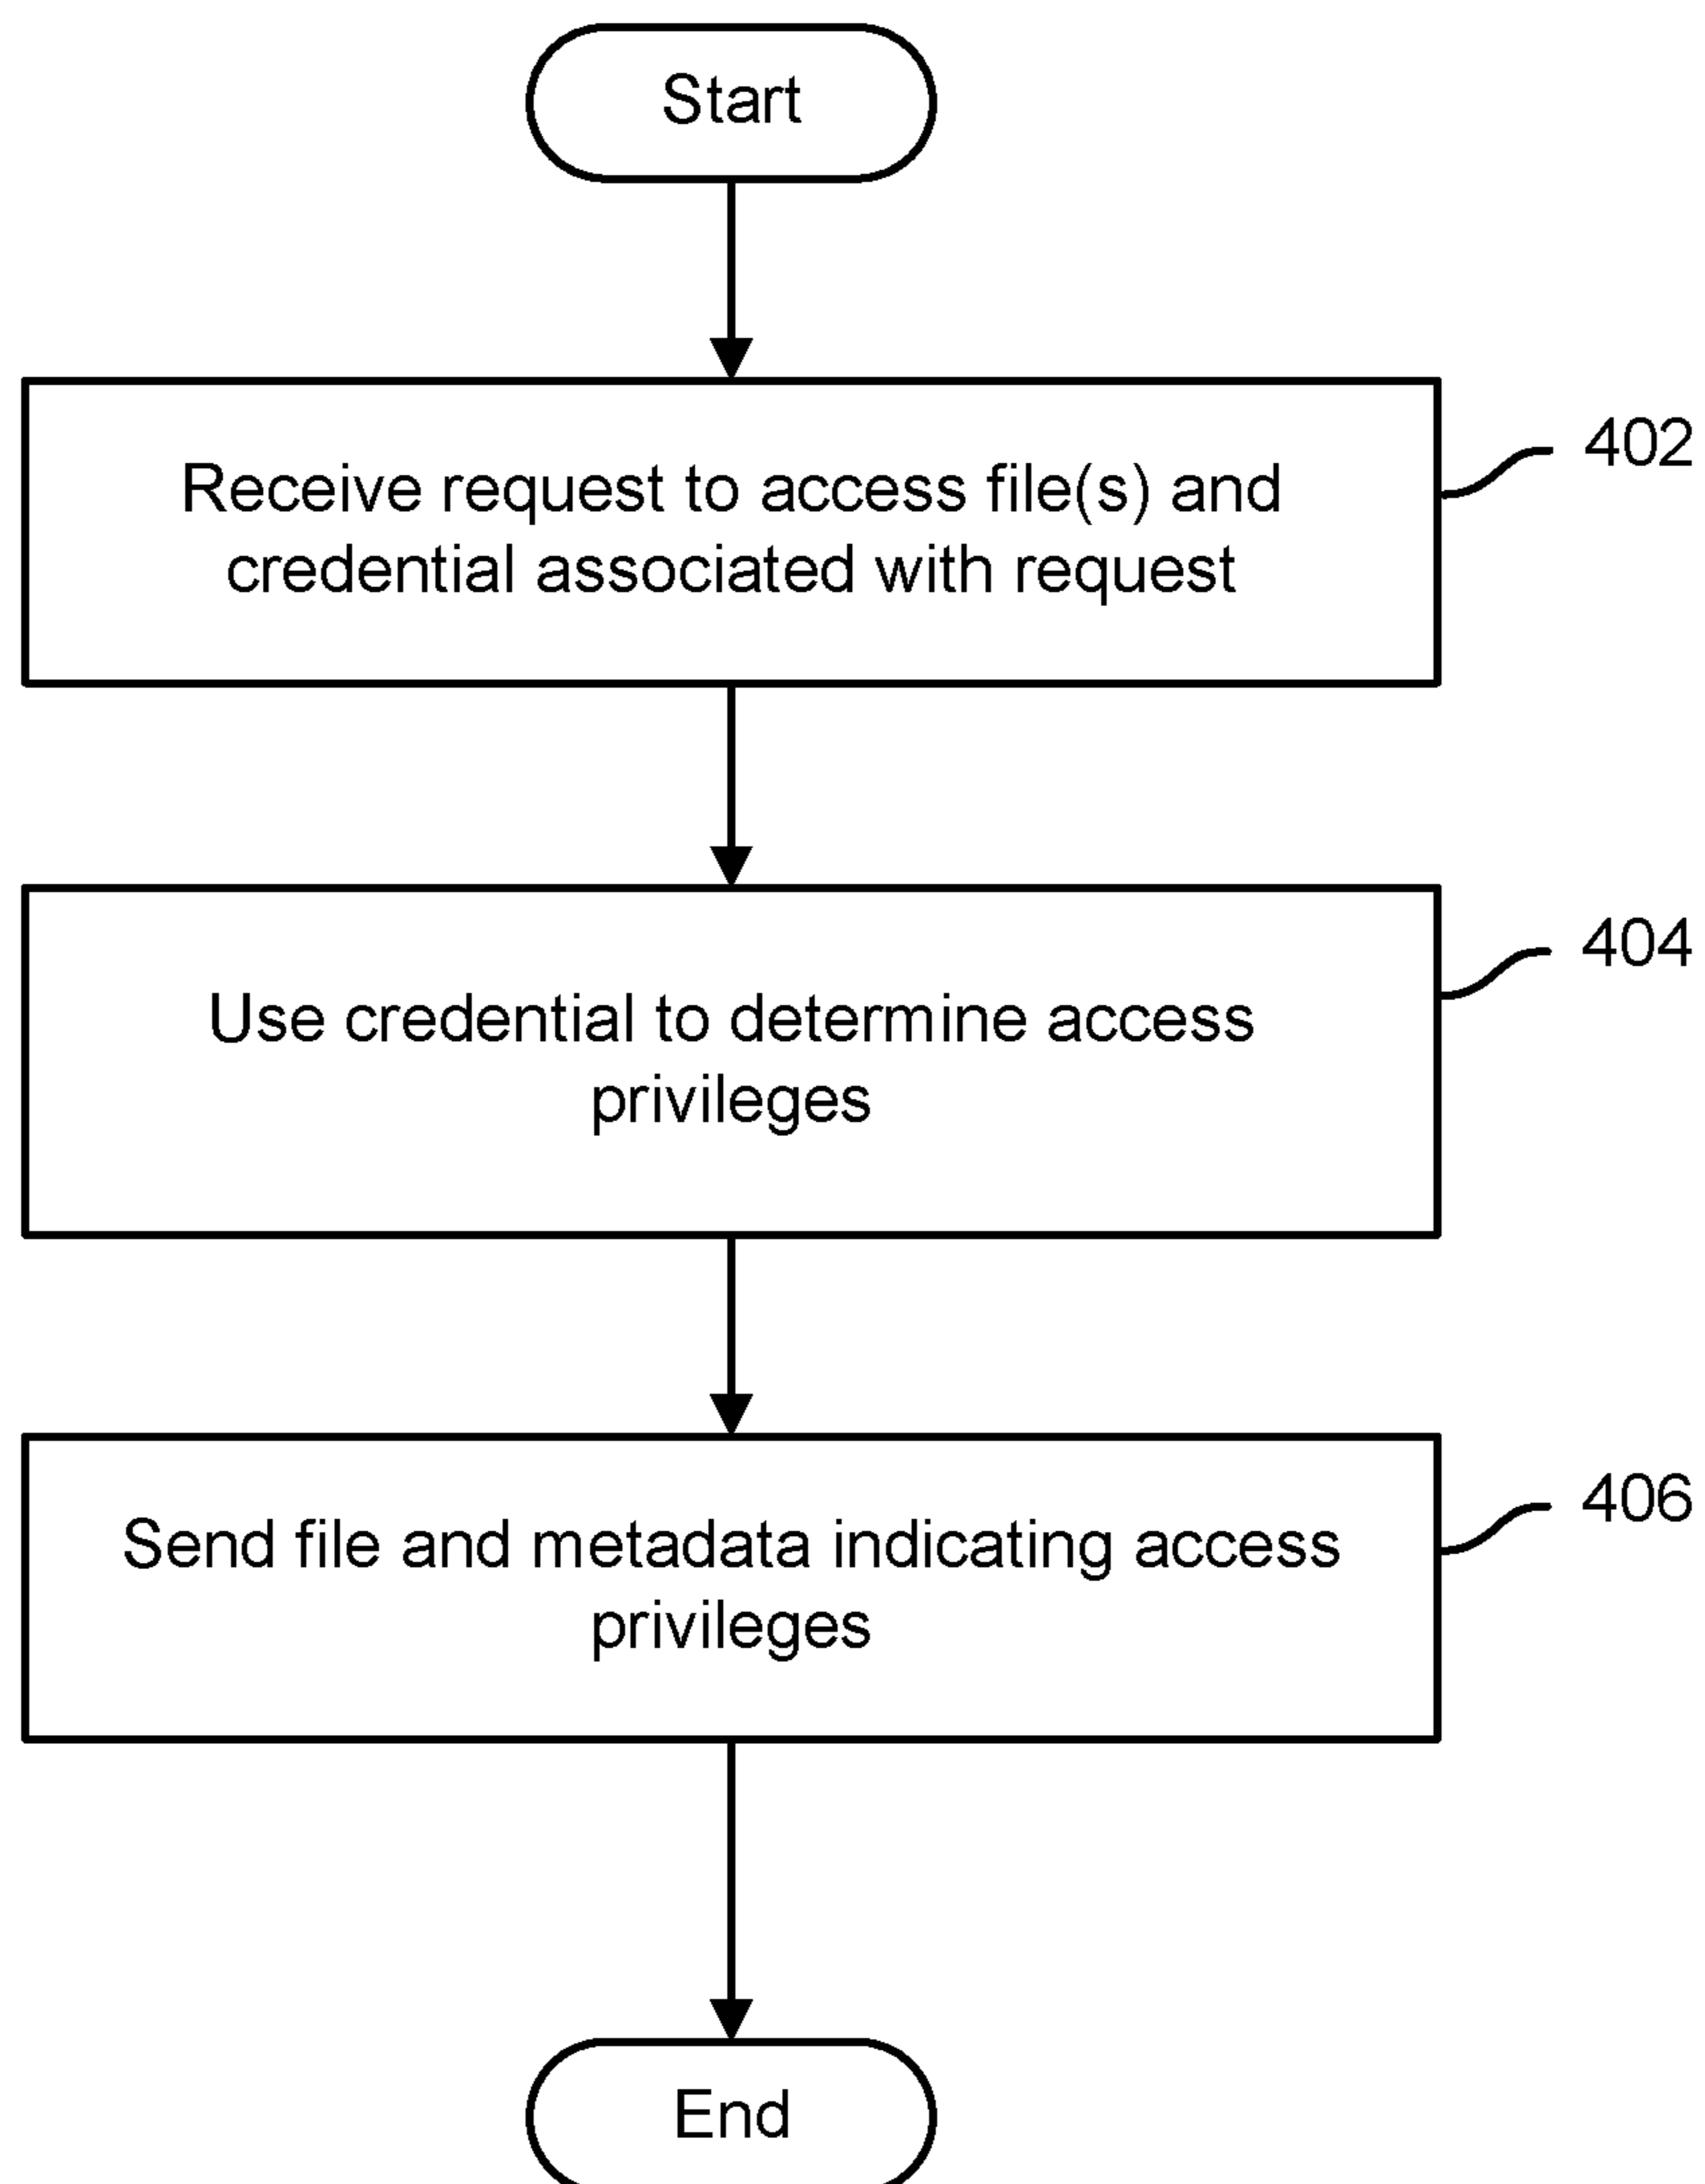 Start
Receive request to access file(s) and
credential associated with request
402
Use credential to determine access
privileges
404
Send file and metadata indicating access
privileges
406
End